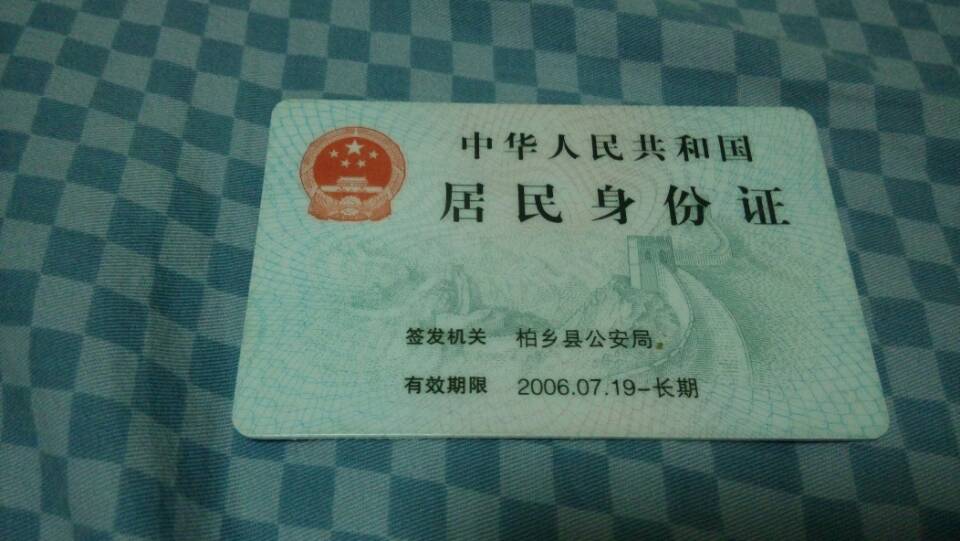 中华人民共和国
居民身份证
签发机关 柏乡县公安局
有效期限 2006.07.19-长期